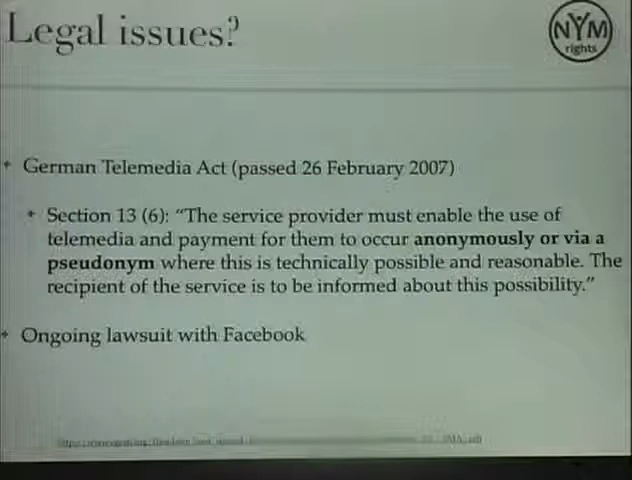 Legal issues?
NYM
rights
German Telemedia Act (passed 26 February 2007)
Section 13 (6): “The service provider must enable the use of
telemedia and payment for them to occur anonymously or via a
pseudonym where this is technically possible and reasonable. The
recipient of the service is to be informed about this possibility.”
Ongoing lawsuit with Facebook